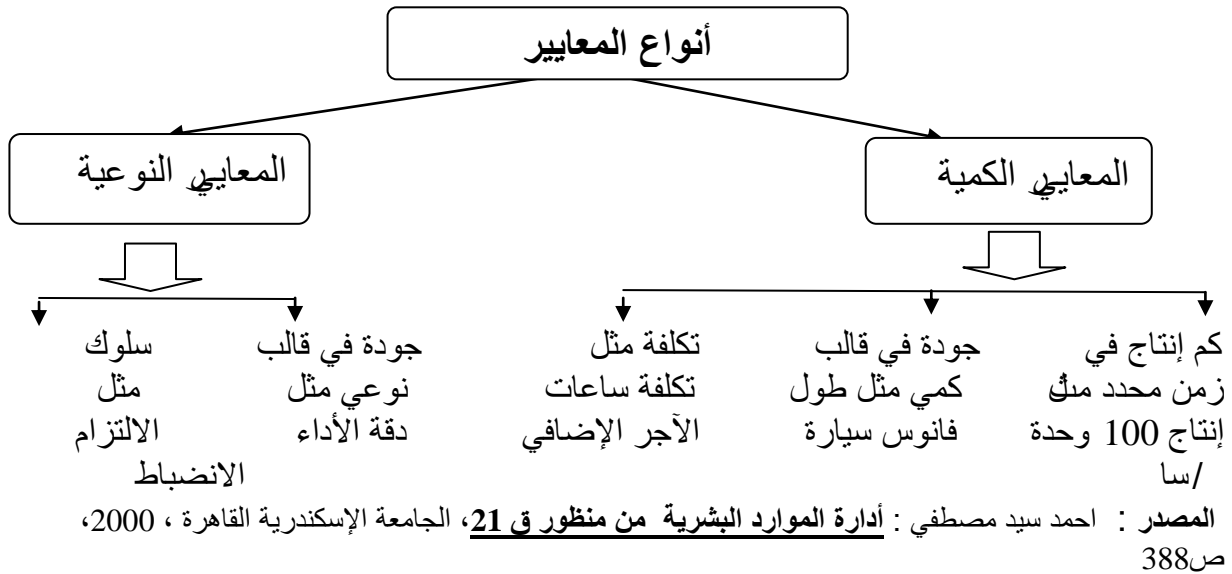 أنواع المعايير
المعايير الكمية
المعايير النوعية
كم إنتاج في
زمن محدد مثل
إنتاج 100 وحدة
/سا
جودة في قالب
كمي مثل طول
فانوس سيارة
تكلفة مثل
تكلفة ساعات
الآجر الإضافي
جودة في قالب
نوعي مثل
دقة الأداء
سلوك
مثل
الالتزام
الانضباط
المصدر : احمد سيد مصطفي : أدارة الموارد البشرية من منظور ق 21، الجامعة الإسكندرية القاهرة ، 2000،
ص388